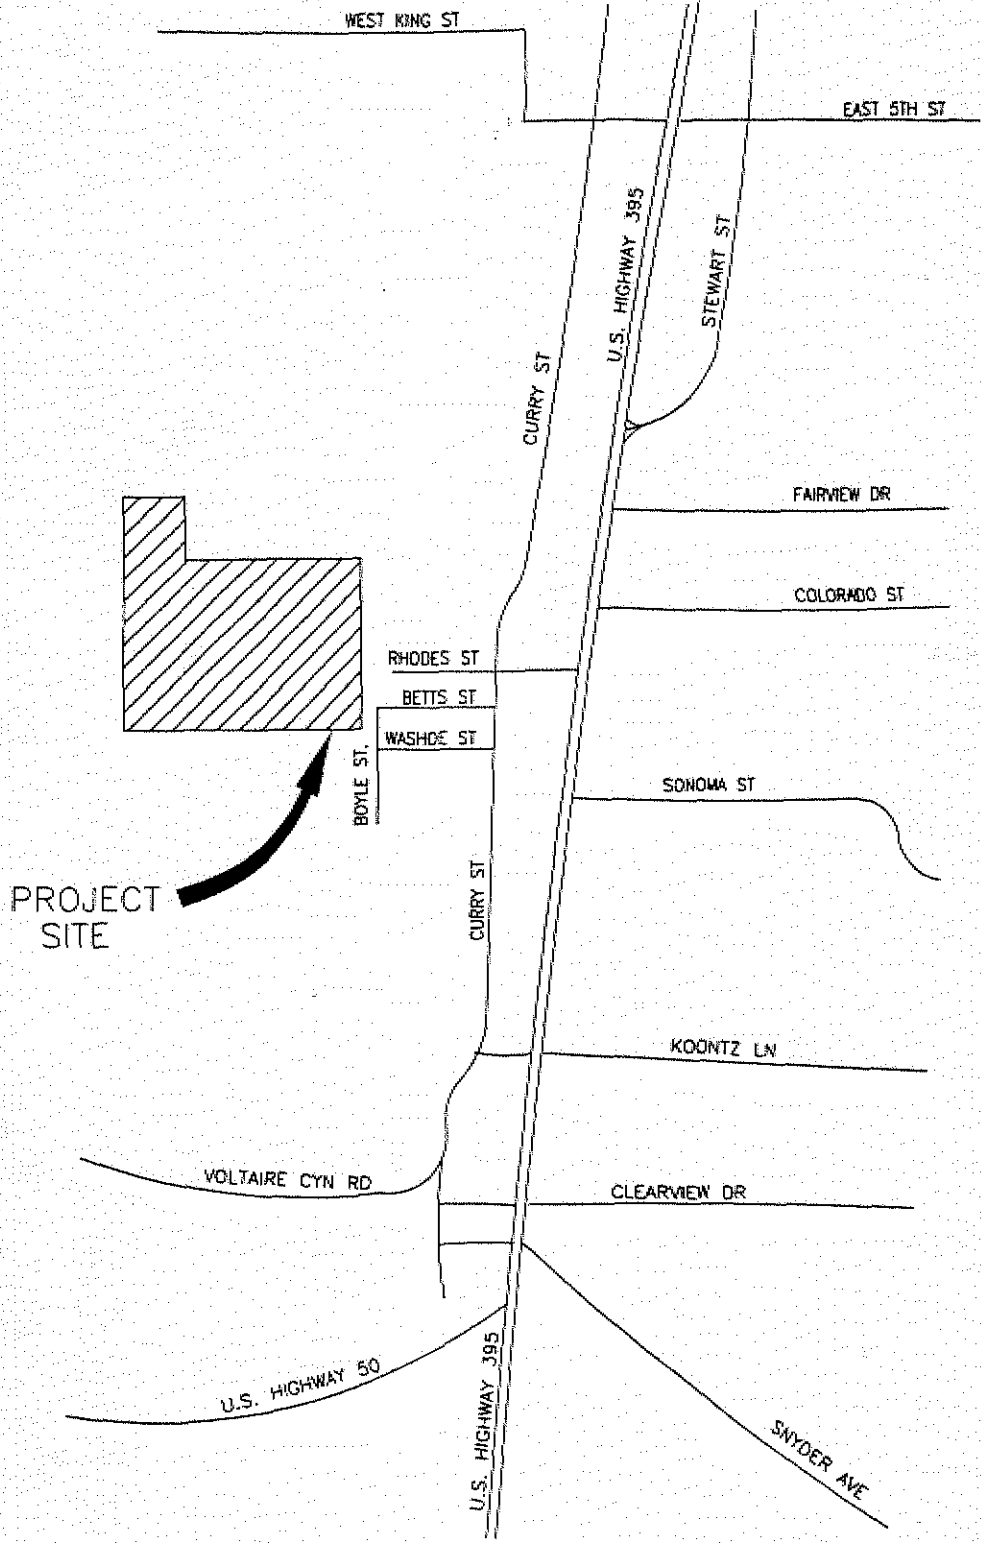 WEST KING ST
EAST 5TH ST
U.S. HIGHWAY 395
STEWART ST
CURRY ST
FAIRVIEW DR
COLORADO ST
RHODES ST
BETTS ST
WASHOE ST
BOYLE ST.
SONOMA ST
PROJECT
SITE
CURRY ST
KOONTZ LN
VOLTAIRE CYN RD
CLEARVIEW DR
U.S. HIGHWAY 50
U.S. HIGHWAY 395
SNYDER AVE